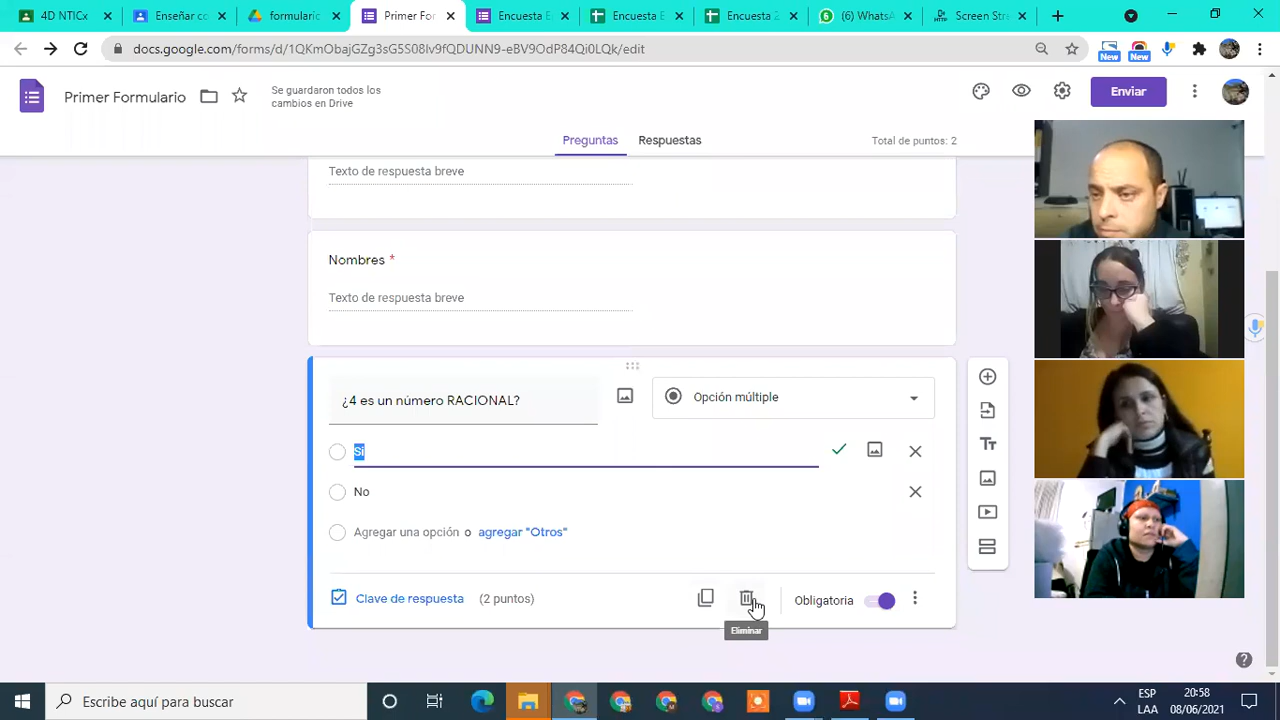 4D NTICx
Enseñar co
formulario
Primer Fo
Encuesta E
Encuesta E
Encuesta 2
(6) WhatsA
Screen Stre
docs.google.com/forms/d/1QKmObajGZg3sG5Sl8lv8fQDUNN9-eBV9OdP84Qi0LQk/edit
New
New
Primer Formulario
Se guardaron todos los
cambios en Drive
Enviar
Preguntas
Respuestas
Total de puntos: 2
Texto de respuesta breve
Nombres *
Texto de respuesta breve
¿4 es un número RACIONAL?
Opción múltiple
Si
No
Agregar una opción o agregar "Otros"
Clave de respuesta (2 puntos)
Obligatoria
Eliminar
Escribe aquí para buscar
ESP
LAA
20:58
08/06/2021